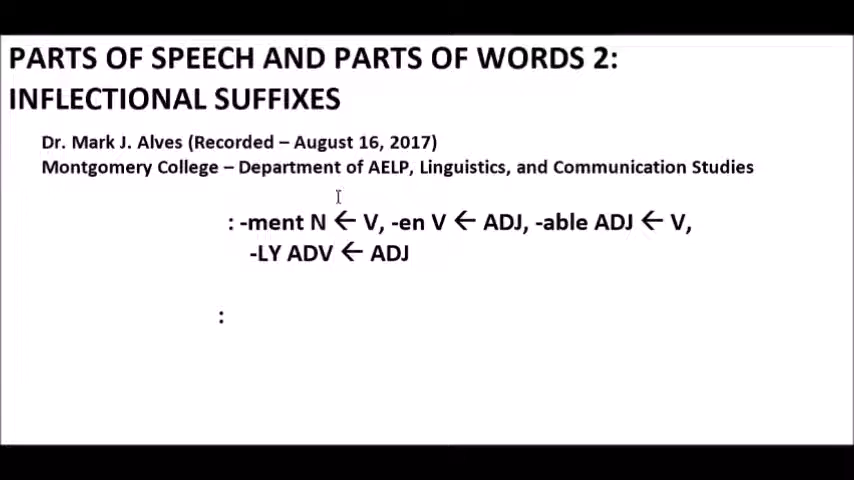 PARTS OF SPEECH AND PARTS OF WORDS 2:
INFLECTIONAL SUFFIXES
Dr. Mark J. Alves (Recorded – August 16, 2017)
Montgomery College – Department of AELP, Linguistics, and Communication Studies
: -ment N ← V, -en V ← ADJ, -able ADJ ← V,
-LY ADV ← ADJ
: